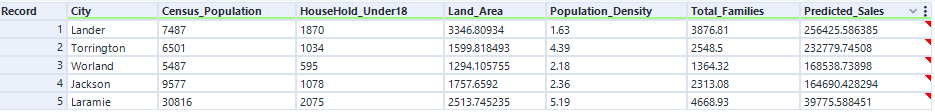 Record City Census_Population HouseHold_Under18 Land_Area Population_Density Total_Families Predicted_Sales
1 Lander 7487 1870 3346.80934 1.63 3876.81 256425.586385
2 Torrington 6501 1034 1599.818493 4.39 2548.5 232779.74508
3 Worland 5487 595 1294.105755 2.18 1364.32 168538.73898
4 Jackson 9577 1078 1757.6592 2.36 2313.08 164690.428294
5 Laramie 30816 2075 2513.745235 5.19 4668.93 39775.588451